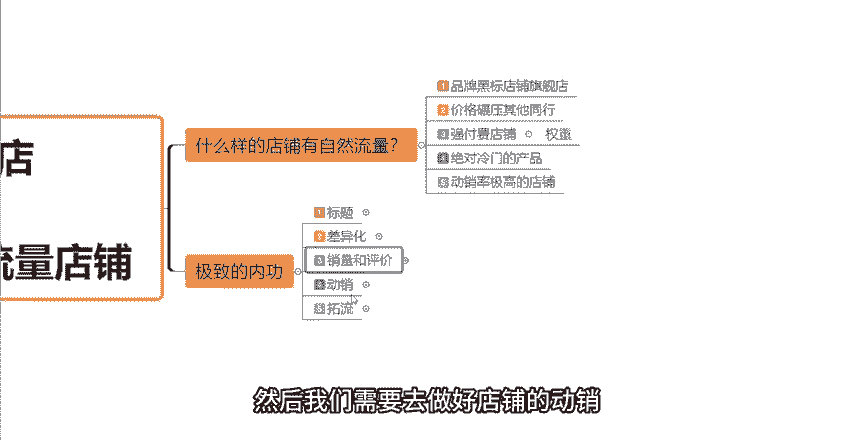 店
流量店铺
什么样的店铺有自然流量？
1 品牌黑标店铺旗舰店
2 价格碾压其他同行
3 强付费店铺 权重
4 绝对冷门的产品
5 动销率极高的店铺
极致的内功
1 标题
2 差异化
3 销量和评价
4 动销
5 拓流
然后我们需要去做好店铺的动销